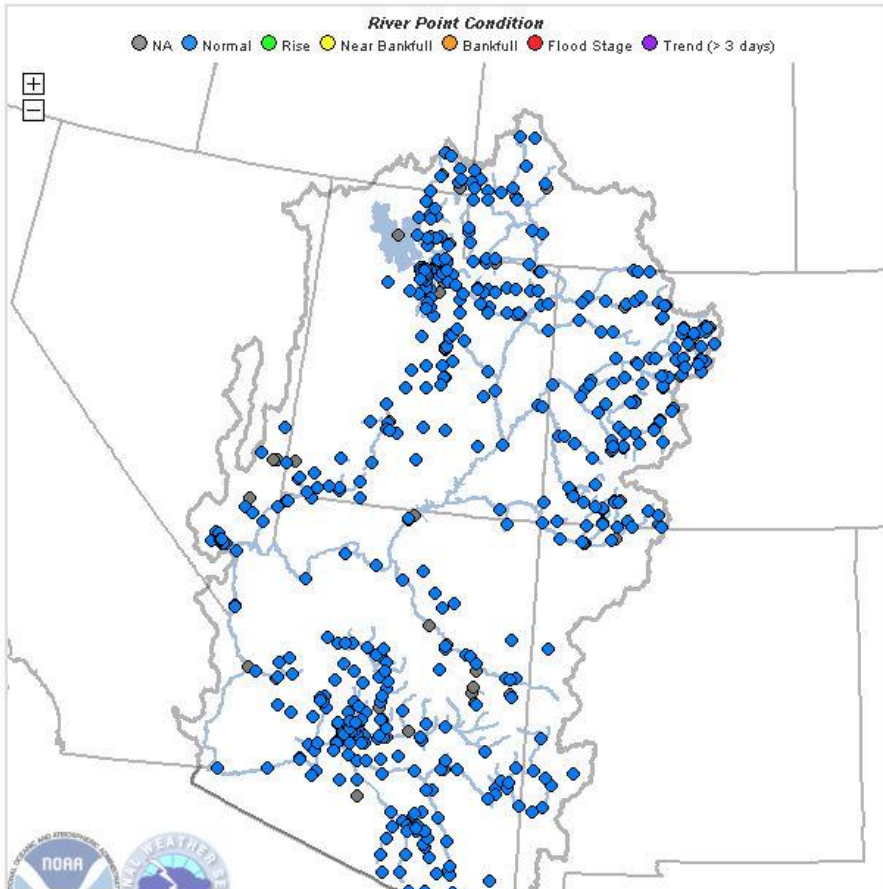 River Point Condition
NA Normal Rise Near Bankfull Bankfull Flood Stage Trend (> 3 days)
+
−
NOAA